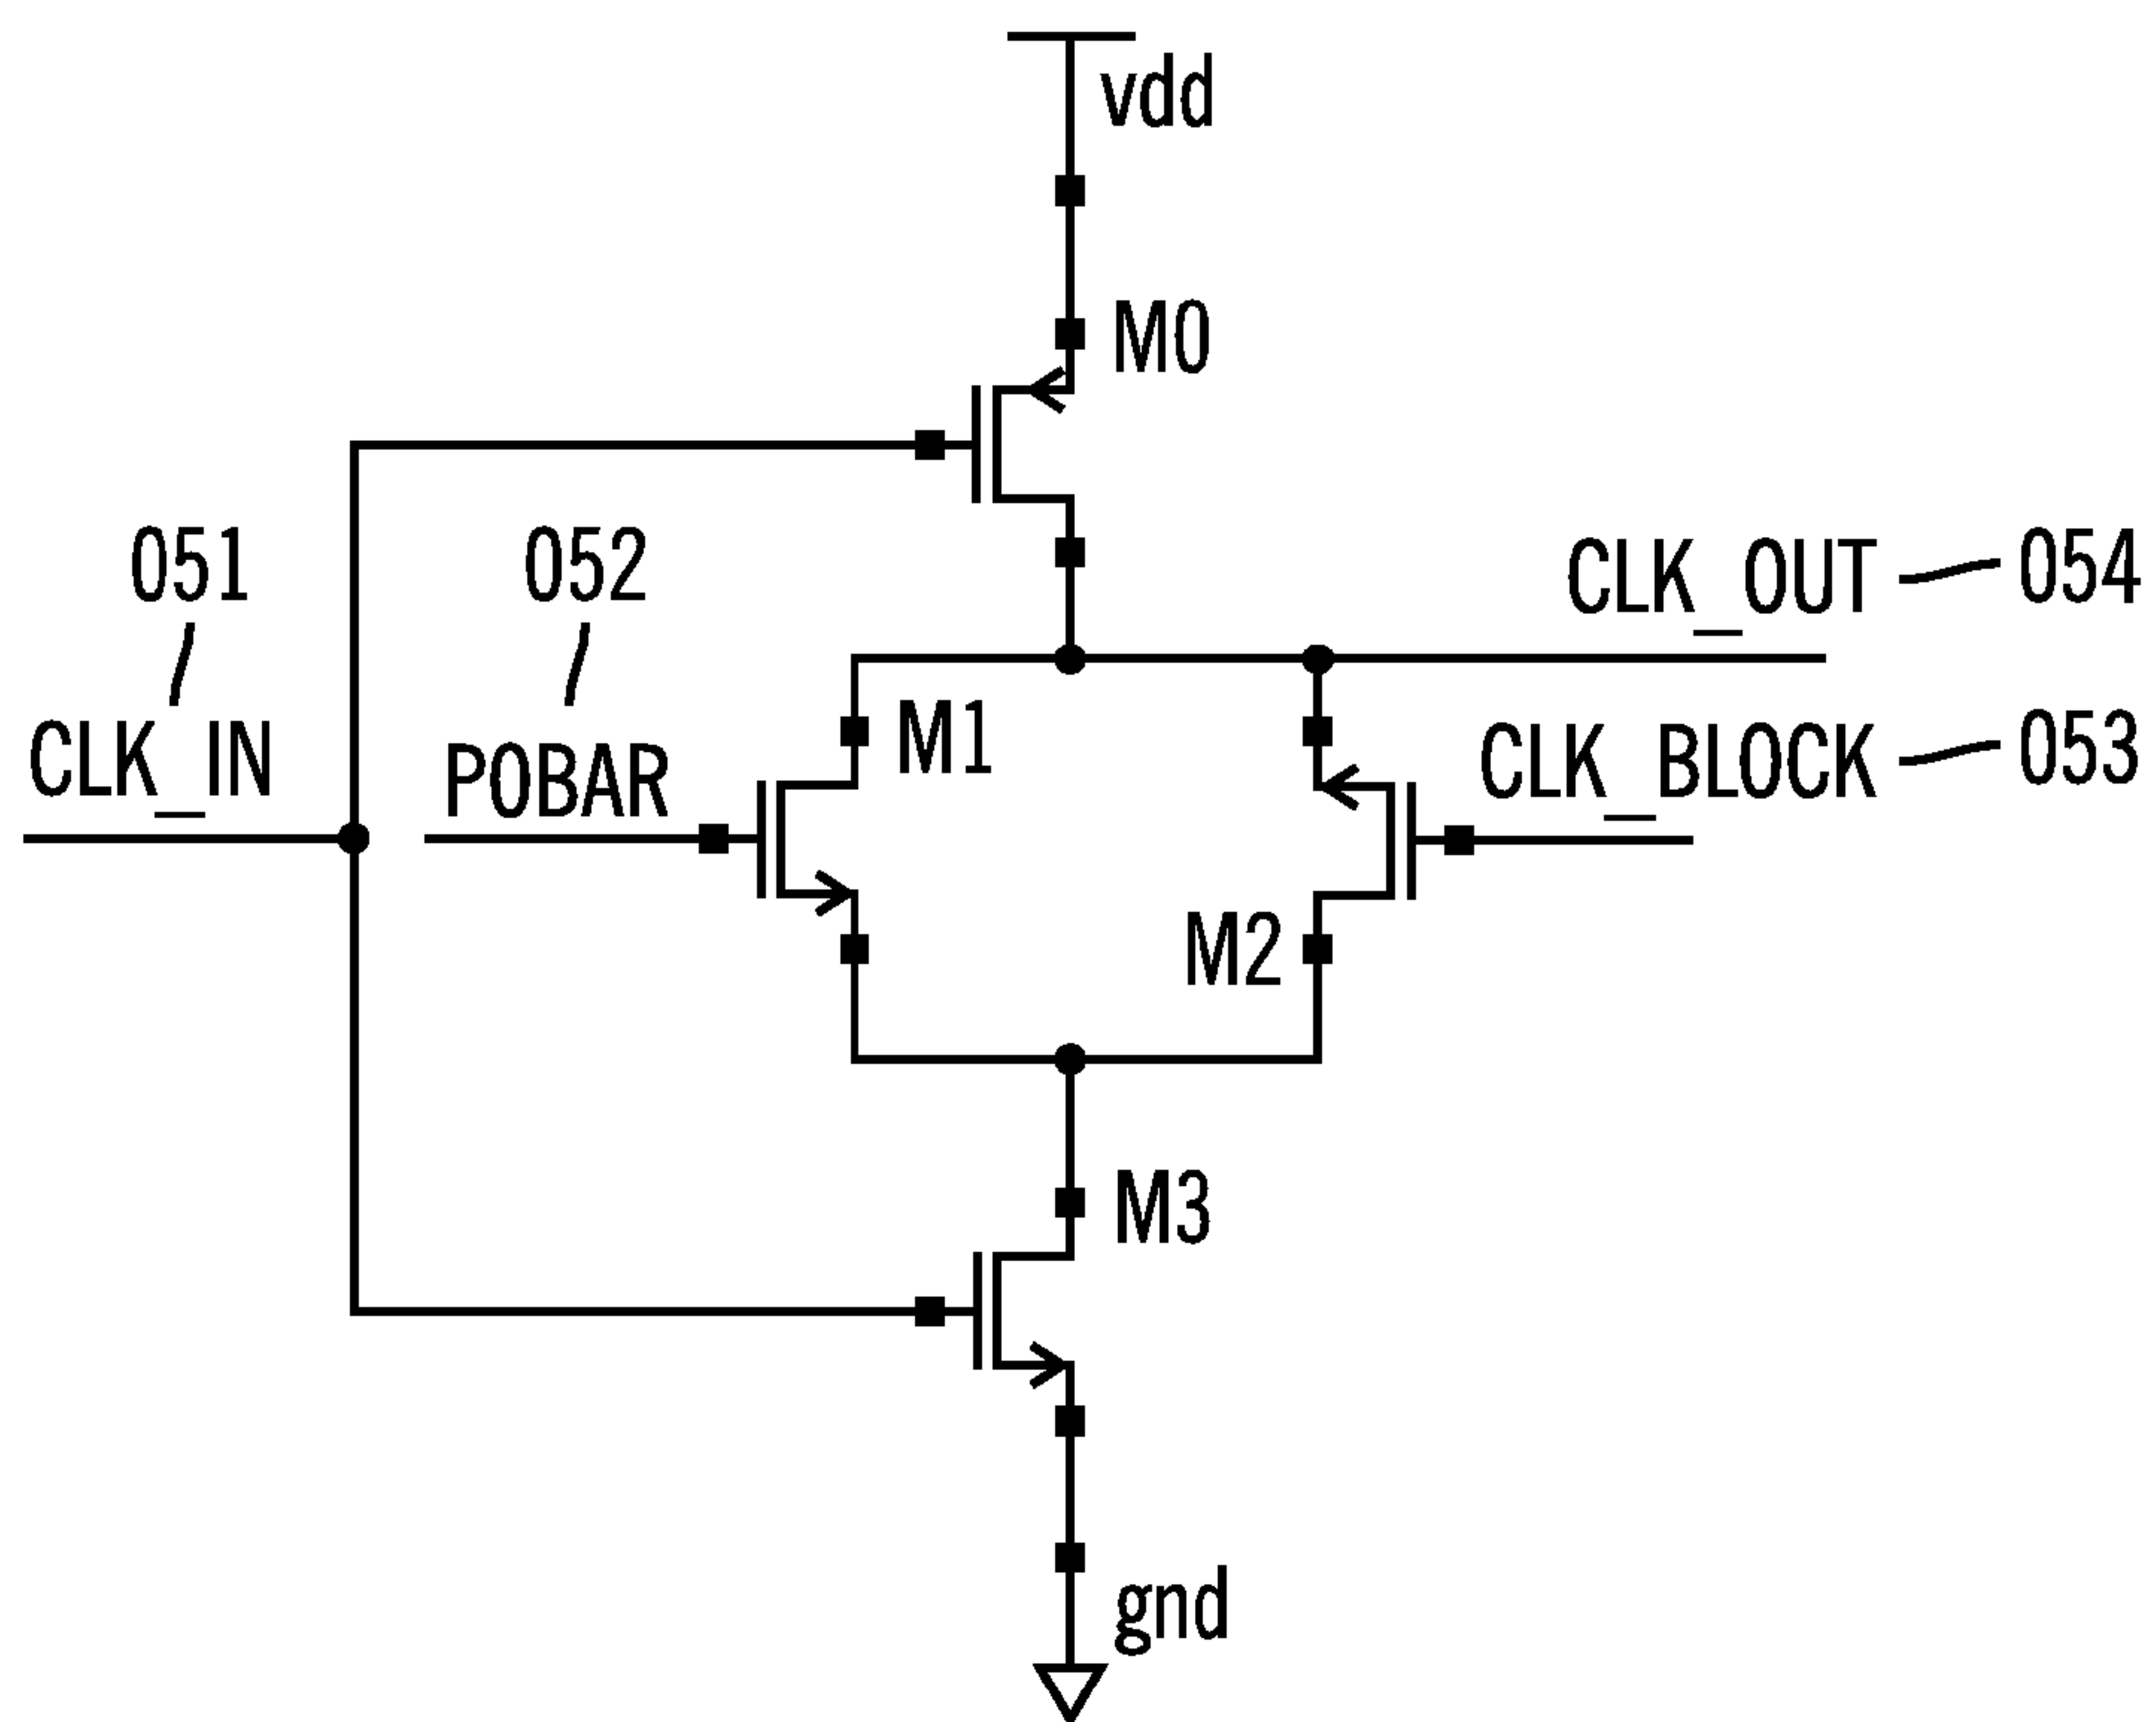 vdd
M0
051
052
CLK_OUT 054
CLK_IN
POBAR
M1
CLK_BLOCK 053
M2
M3
gnd